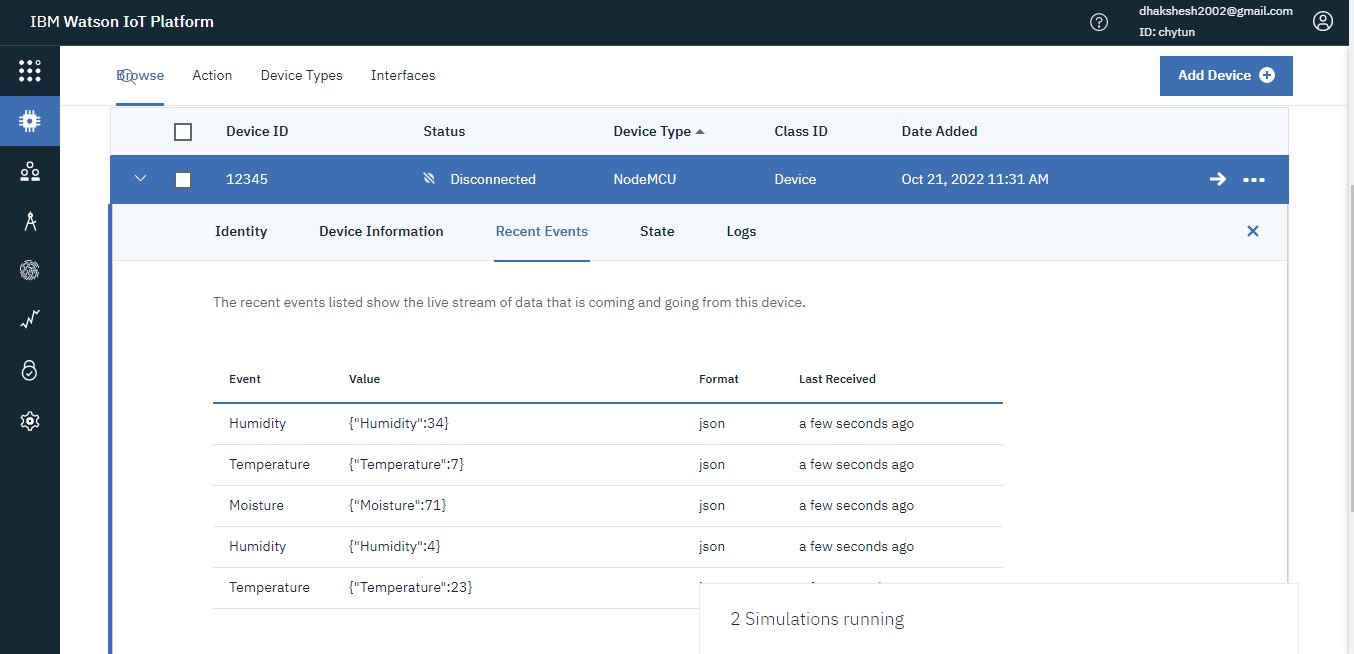 IBM Watson IoT Platform
dhakshesh2002@gmail.com
ID: chytun
Browse Action Device Types Interfaces
Add Device
Device ID Status Device Type Class ID Date Added
12345 Disconnected NodeMCU Device Oct 21, 2022 11:31 AM
Identity Device Information Recent Events State Logs
The recent events listed show the live stream of data that is coming and going from this device.
Event Value Format Last Received
Humidity {"Humidity":34} json a few seconds ago
Temperature {"Temperature":7} json a few seconds ago
Moisture {"Moisture":71} json a few seconds ago
Humidity {"Humidity":4} json a few seconds ago
Temperature {"Temperature":23}
2 Simulations running